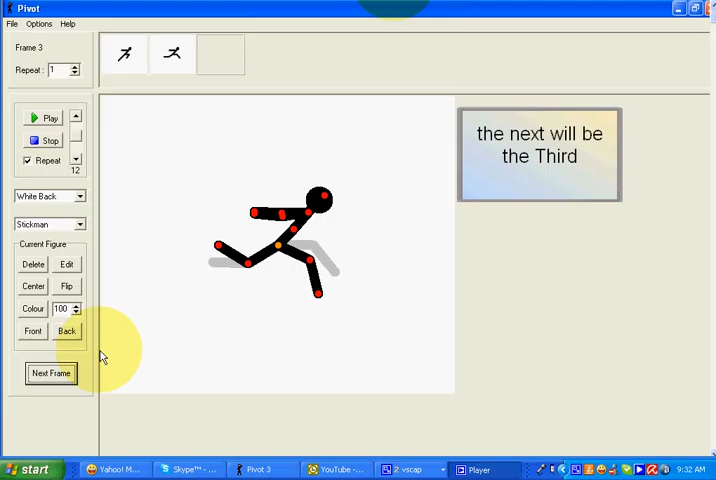 Pivot
File Options Help
Frame 3
Repeat : 1
Play
Stop
Repeat
12
White Back
Stickman
Current Figure
Delete Edit
Center Flip
Colour 100
Front Back
Next Frame
the next will be
the Third
start Yahoo! M... Skype™ - ... Pivot 3 YouTube -... 2 vscap Player 9:32 AM